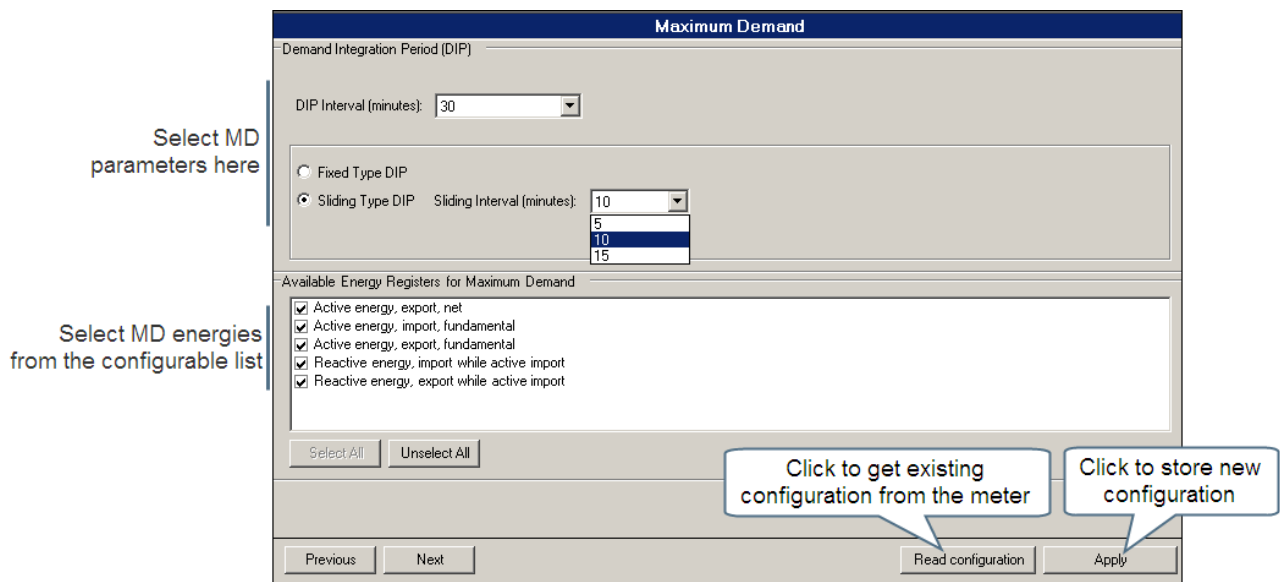 Maximum Demand
Demand Integration Period (DIP)
DIP Interval (minutes): 30
Select MD
parameters here
Fixed Type DIP
Sliding Type DIP Sliding Interval (minutes): 10
5
10
15
Available Energy Registers for Maximum Demand
Active energy, export, net
Active energy, import, fundamental
Active energy, export, fundamental
Reactive energy, import while active import
Reactive energy, export while active import
Select MD energies
from the configurable list
Select All Unselect All
Click to get existing
configuration from the meter
Click to store new
configuration
Previous Next Read configuration Apply